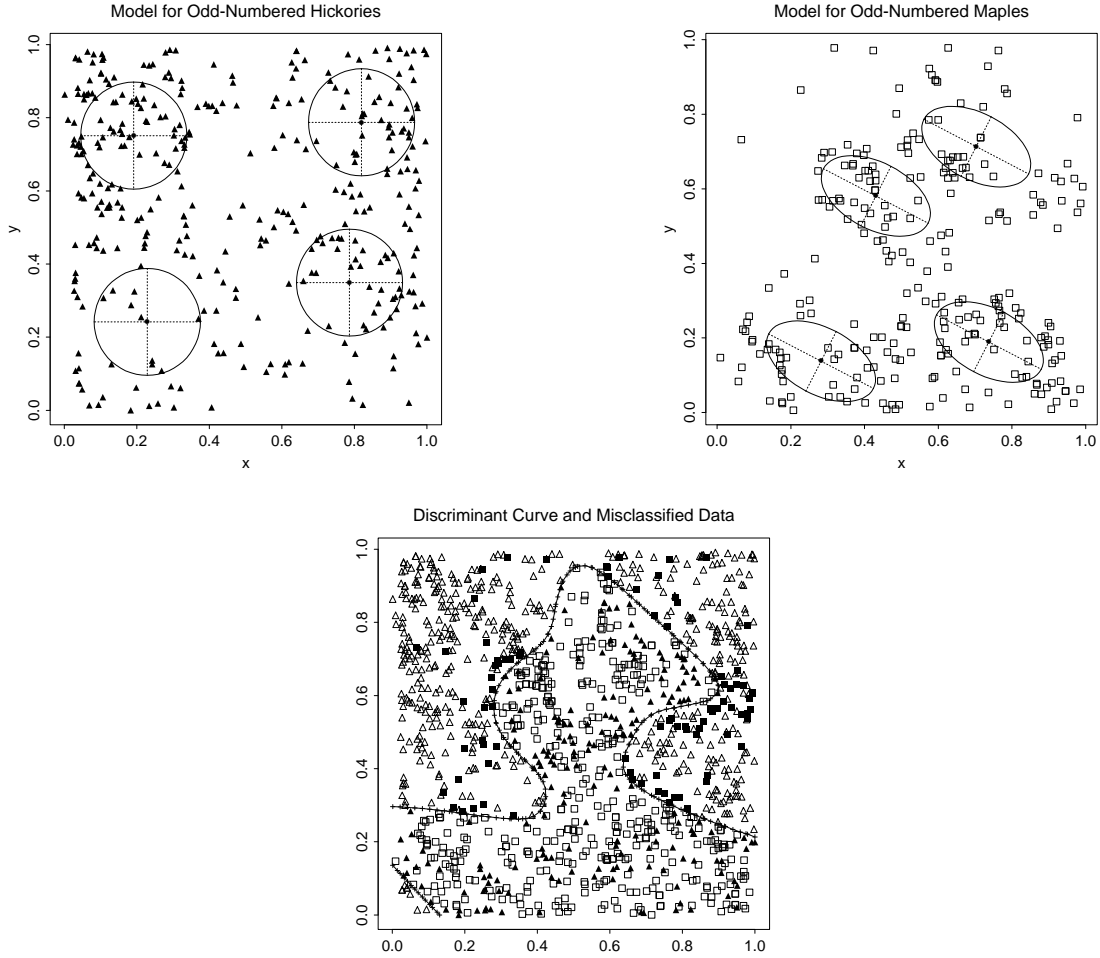 Model for Odd-Numbered Hickories
1.0
0.8
0.6
0.4
0.2
0.0
y
0.0 0.2 0.4 0.6 0.8 1.0
x
Model for Odd-Numbered Maples
1.0
0.8
0.6
0.4
0.2
0.0
y
0.0 0.2 0.4 0.6 0.8 1.0
x
Discriminant Curve and Misclassified Data
1.0
0.8
0.6
0.4
0.2
0.0
0.0 0.2 0.4 0.6 0.8 1.0